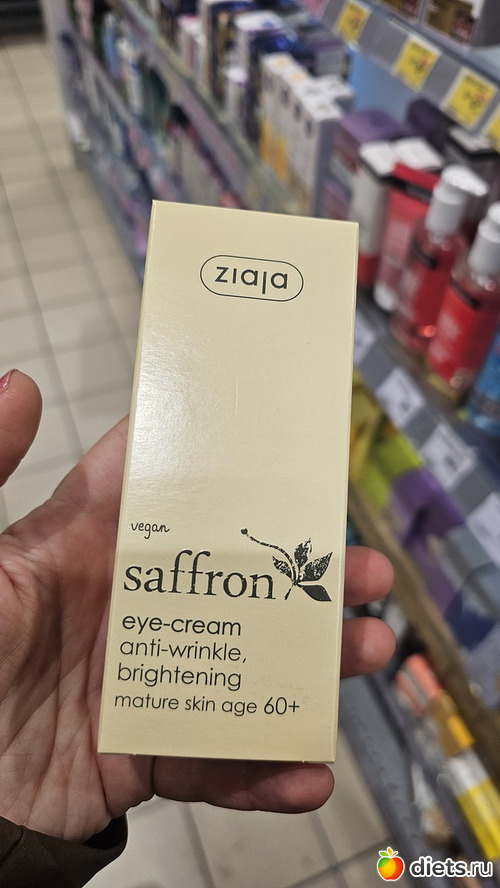 ziaja
vegan
saffron
eye-cream
anti-wrinkle,
brightening
mature skin age 60+
diets.ru